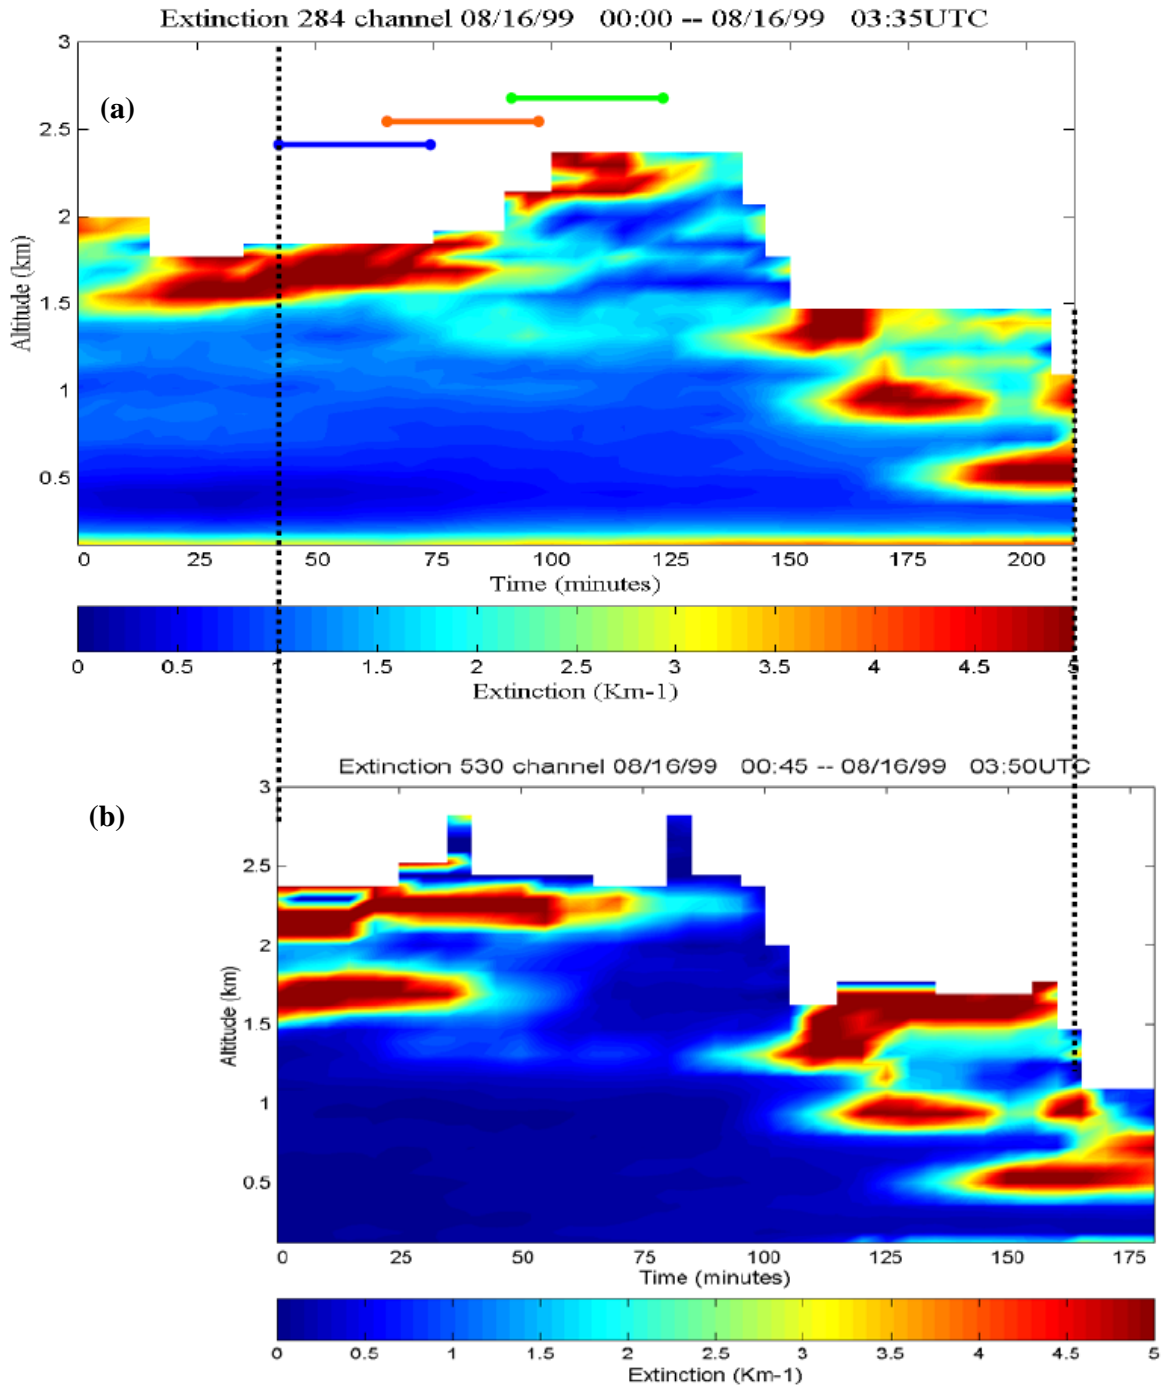 Extinction 284 channel 08/16/99 00:00 -- 08/16/99 03:35UTC
(a)
3
2.5
2
1.5
1
0.5
Altitude (km)
0 25 50 75 100 125 150 175 200
Time (minutes)
0 0.5 1 1.5 2 2.5 3 3.5 4 4.5 5
Extinction (Km-1)
Extinction 530 channel 08/16/99 00:45 -- 08/16/99 03:50UTC
(b)
3
2.5
2
1.5
1
0.5
Altitude (km)
0 25 50 75 100 125 150 175
Time (minutes)
0 0.5 1 1.5 2 2.5 3 3.5 4 4.5 5
Extinction (Km-1)